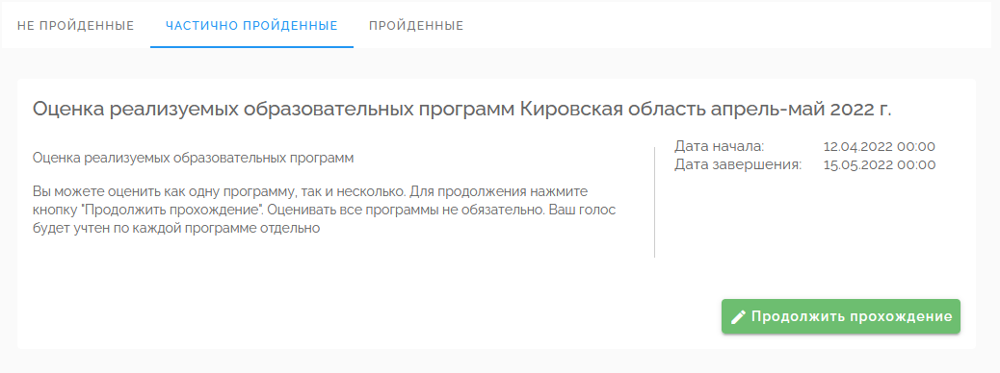 НЕ ПРОЙДЕННЫЕ ЧАСТИЧНО ПРОЙДЕННЫЕ ПРОЙДЕННЫЕ
Оценка реализуемых образовательных программ Кировская область апрель-май 2022 г.
Оценка реализуемых образовательных программ
Вы можете оценить как одну программу, так и несколько. Для продолжения нажмите
кнопку "Продолжить прохождение". Оценивать все программы не обязательно. Ваш голос
будет учтен по каждой программе отдельно
Дата начала: 12.04.2022 00:00
Дата завершения: 15.05.2022 00:00
Продолжить прохождение